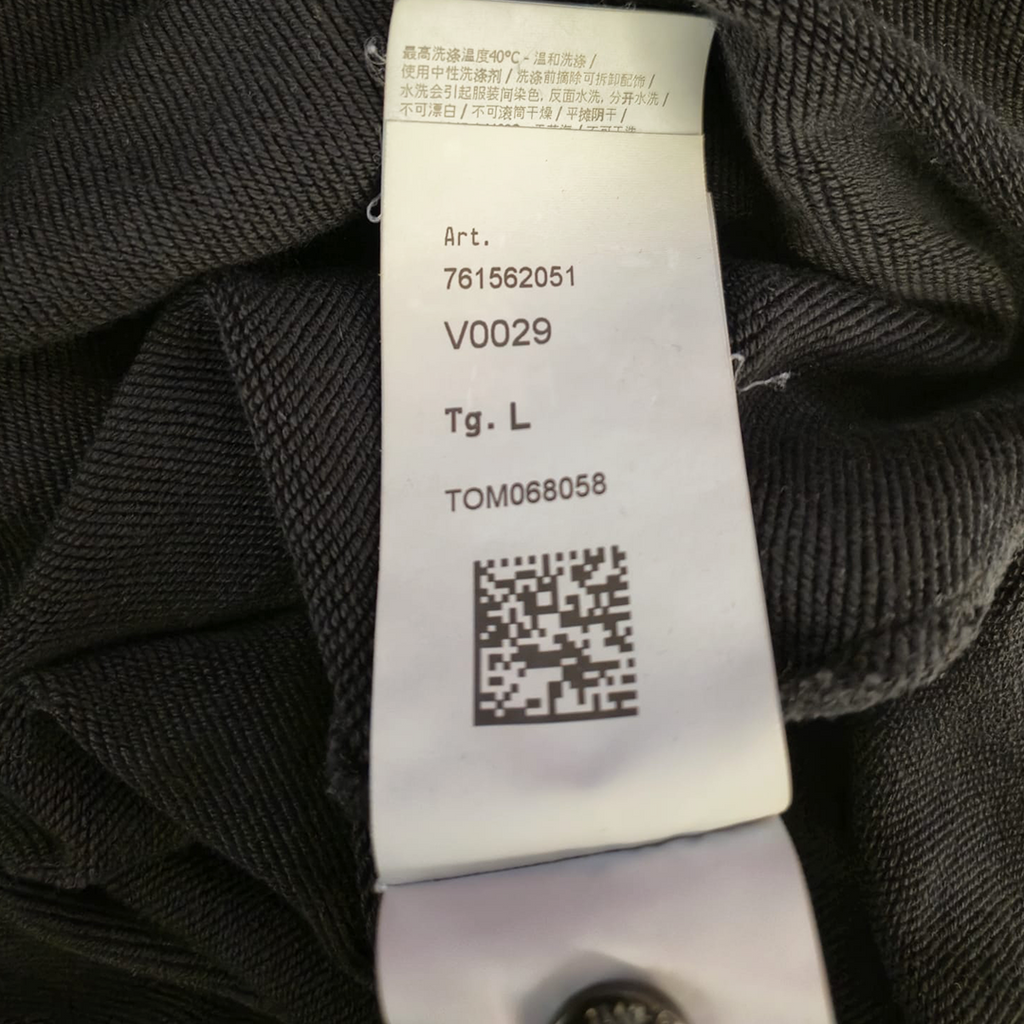 最高洗涤温度40°C - 温和洗涤 /
使用中性洗涤剂 / 洗涤前摘除可拆卸配饰 /
水洗会引起服装间染色, 反面水洗, 分开水洗 /
不可漂白 / 不可滚筒干燥 / 平摊阴干 /
Art.
761562051
V0029
Tg. L
TOM068058